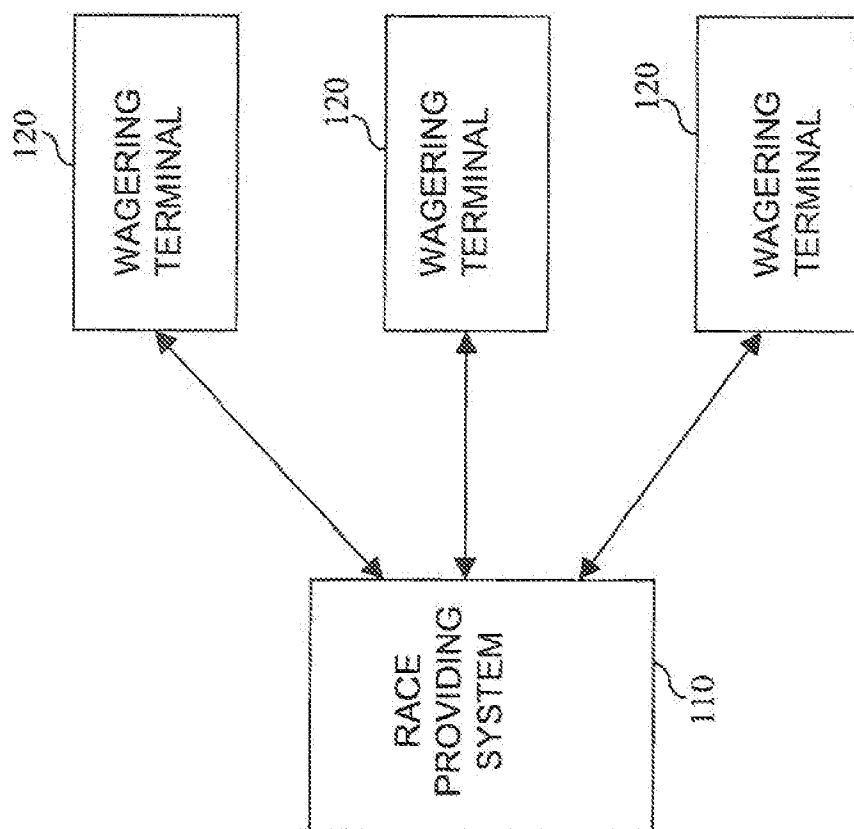 120
WAGERING
TERMINAL
120
WAGERING
TERMINAL
120
WAGERING
TERMINAL
RACE
PROVIDING
SYSTEM
110